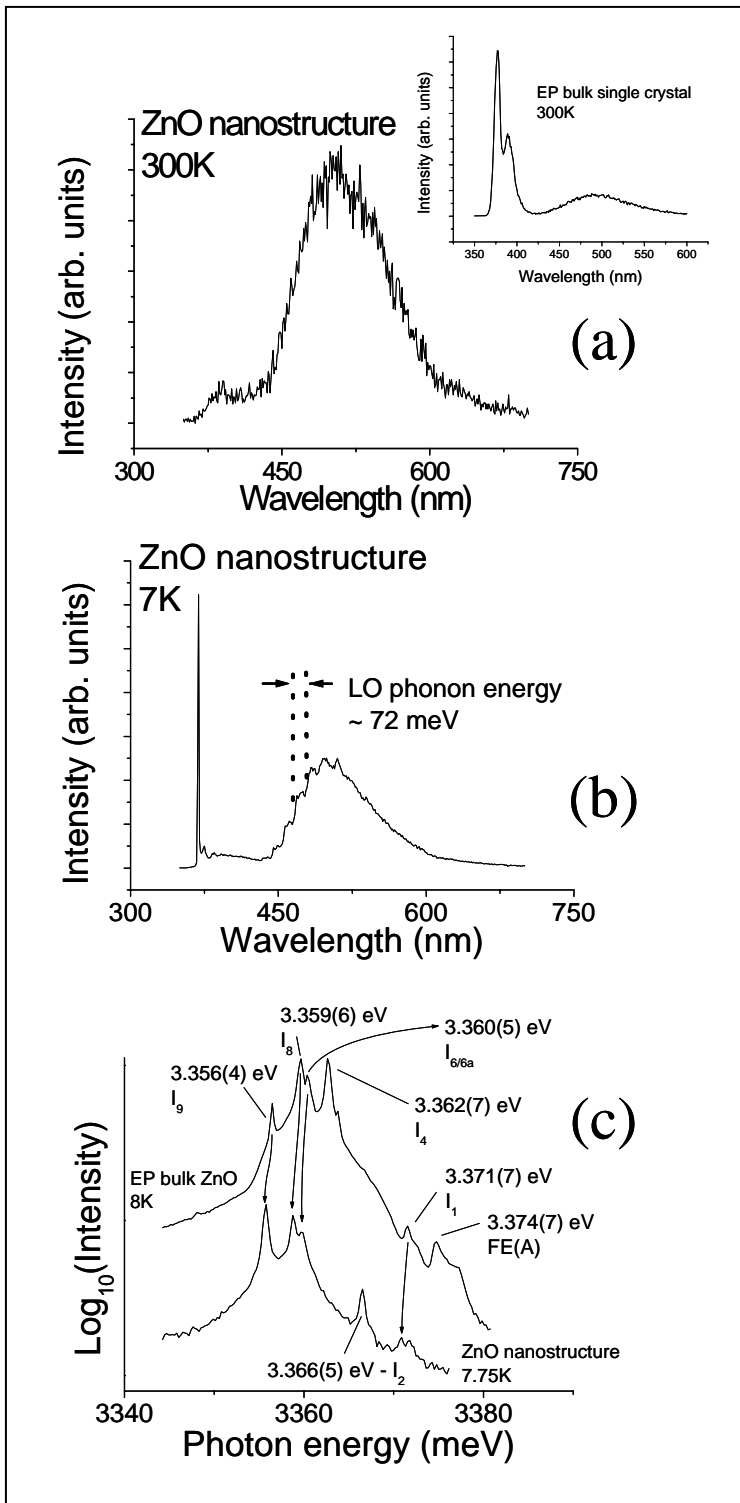 ZnO nanostructure
300K
EP bulk single crystal
300K
Intensity (arb. units)
350 400 450 500 550 600
Wavelength (nm)
Intensity (arb. units)
(a)
300 450 600 750
Wavelength (nm)
ZnO nanostructure
7K
LO phonon energy
~ 72 meV
Intensity (arb. units)
(b)
300 450 600 750
Wavelength (nm)
3.359(6) eV
I8
3.360(5) eV
I6/6a
3.356(4) eV
I9
3.362(7) eV
I4
(c)
EP bulk ZnO
8K
3.371(7) eV
I1
3.374(7) eV
FE(A)
Log10(Intensity)
3.366(5) eV - I2
ZnO nanostructure
7.75K
3340 3360 3380
Photon energy (meV)